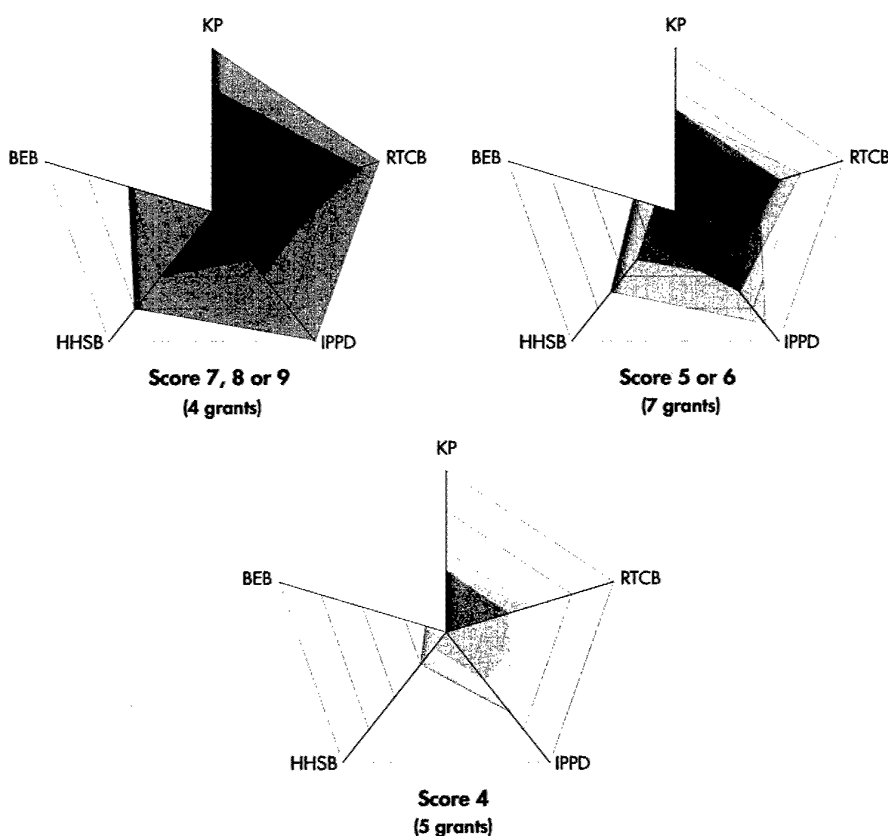 KP
BEB
RTCB
HHSB
IPPD
Score 7, 8 or 9
(4 grants)
KP
BEB
RTCB
HHSB
IPPD
Score 5 or 6
(7 grants)
KP
BEB
RTCB
HHSB
IPPD
Score 4
(5 grants)